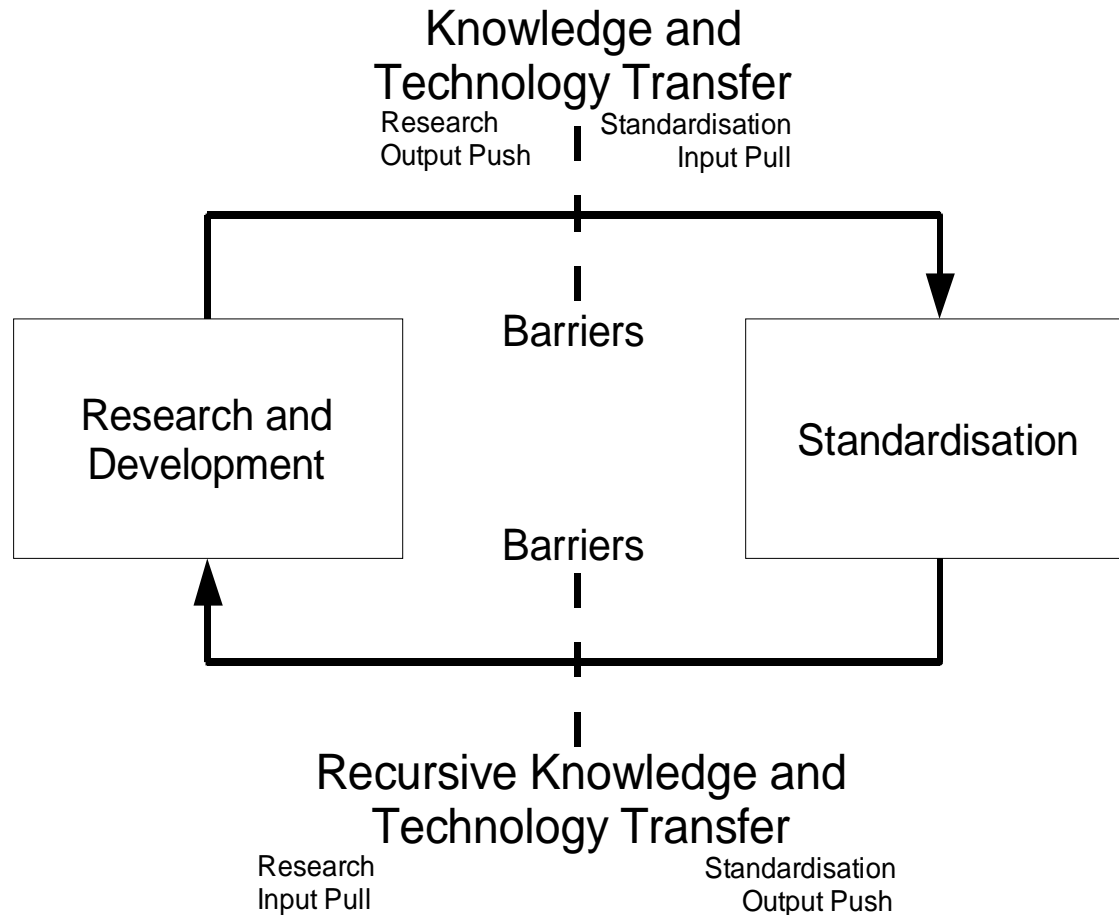 Knowledge and
Technology Transfer
Research
Output Push
Standardisation
Input Pull
Barriers
Research and
Development
Standardisation
Barriers
Recursive Knowledge and
Technology Transfer
Research
Input Pull
Standardisation
Output Push